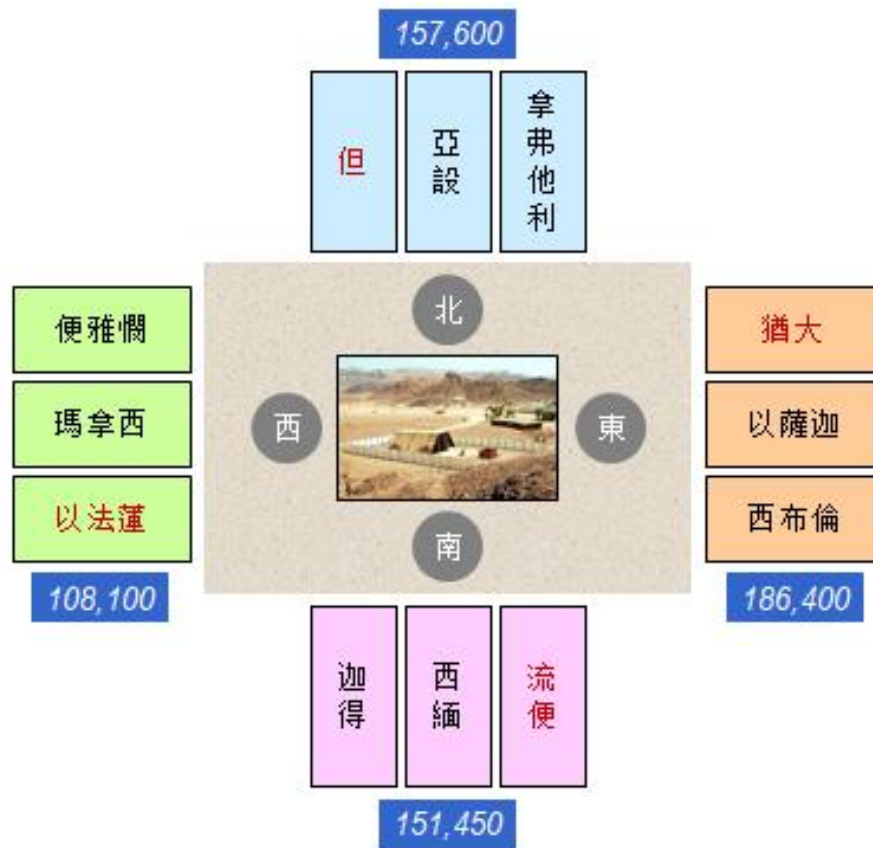 157,600
但
亞設
拿弗他利
北
便雅憫
瑪拿西
以法蓮
西
東
猶大
以薩迦
西布倫
南
108,100
186,400
迦得
西緬
流便
151,450